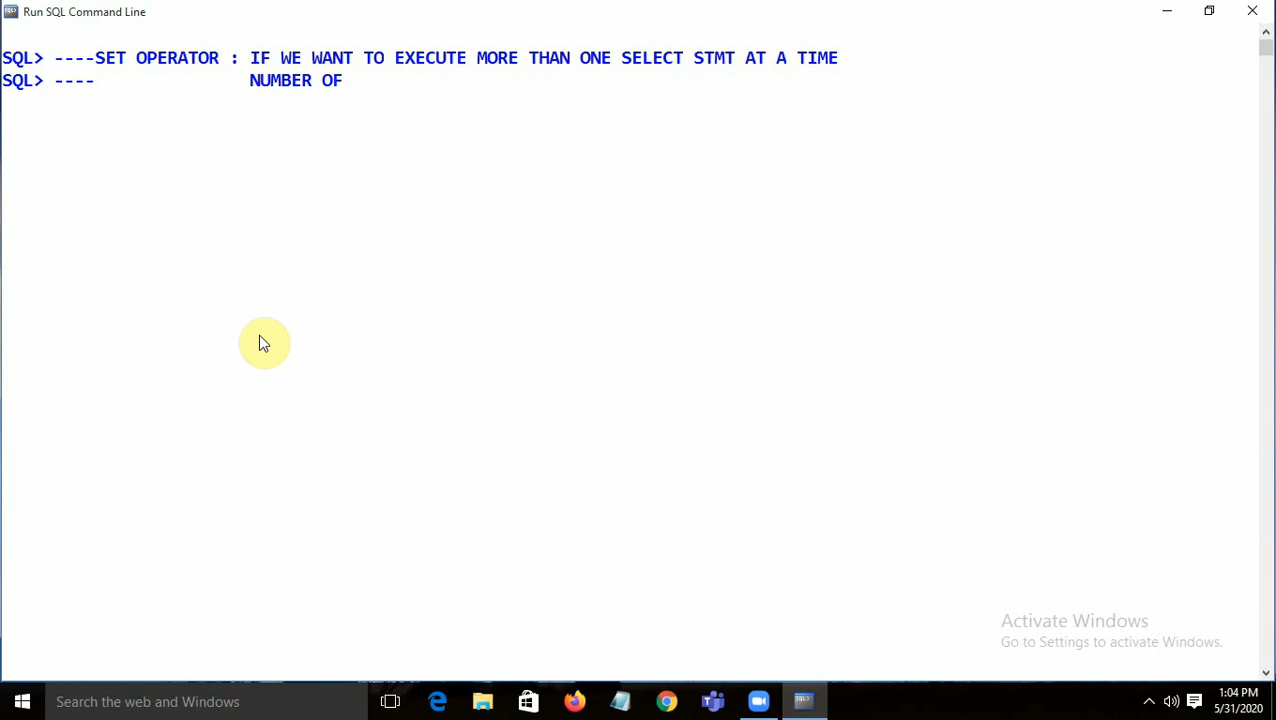 Run SQL Command Line
SQL> ----SET OPERATOR : IF WE WANT TO EXECUTE MORE THAN ONE SELECT STMT AT A TIME
SQL> ---- NUMBER OF
Activate Windows
Go to Settings to activate Windows.
Search the web and Windows
1:04 PM
5/31/2020